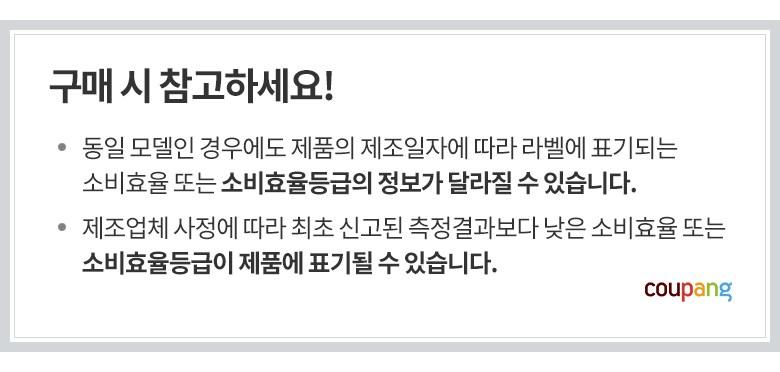 구매 시 참고하세요!
• 동일 모델인 경우에도 제품의 제조일자에 따라 라벨에 표기되는
소비효율 또는 소비효율등급의 정보가 달라질 수 있습니다.
• 제조업체 사정에 따라 최초 신고된 측정결과보다 낮은 소비효율 또는
소비효율등급이 제품에 표기될 수 있습니다.
coupang